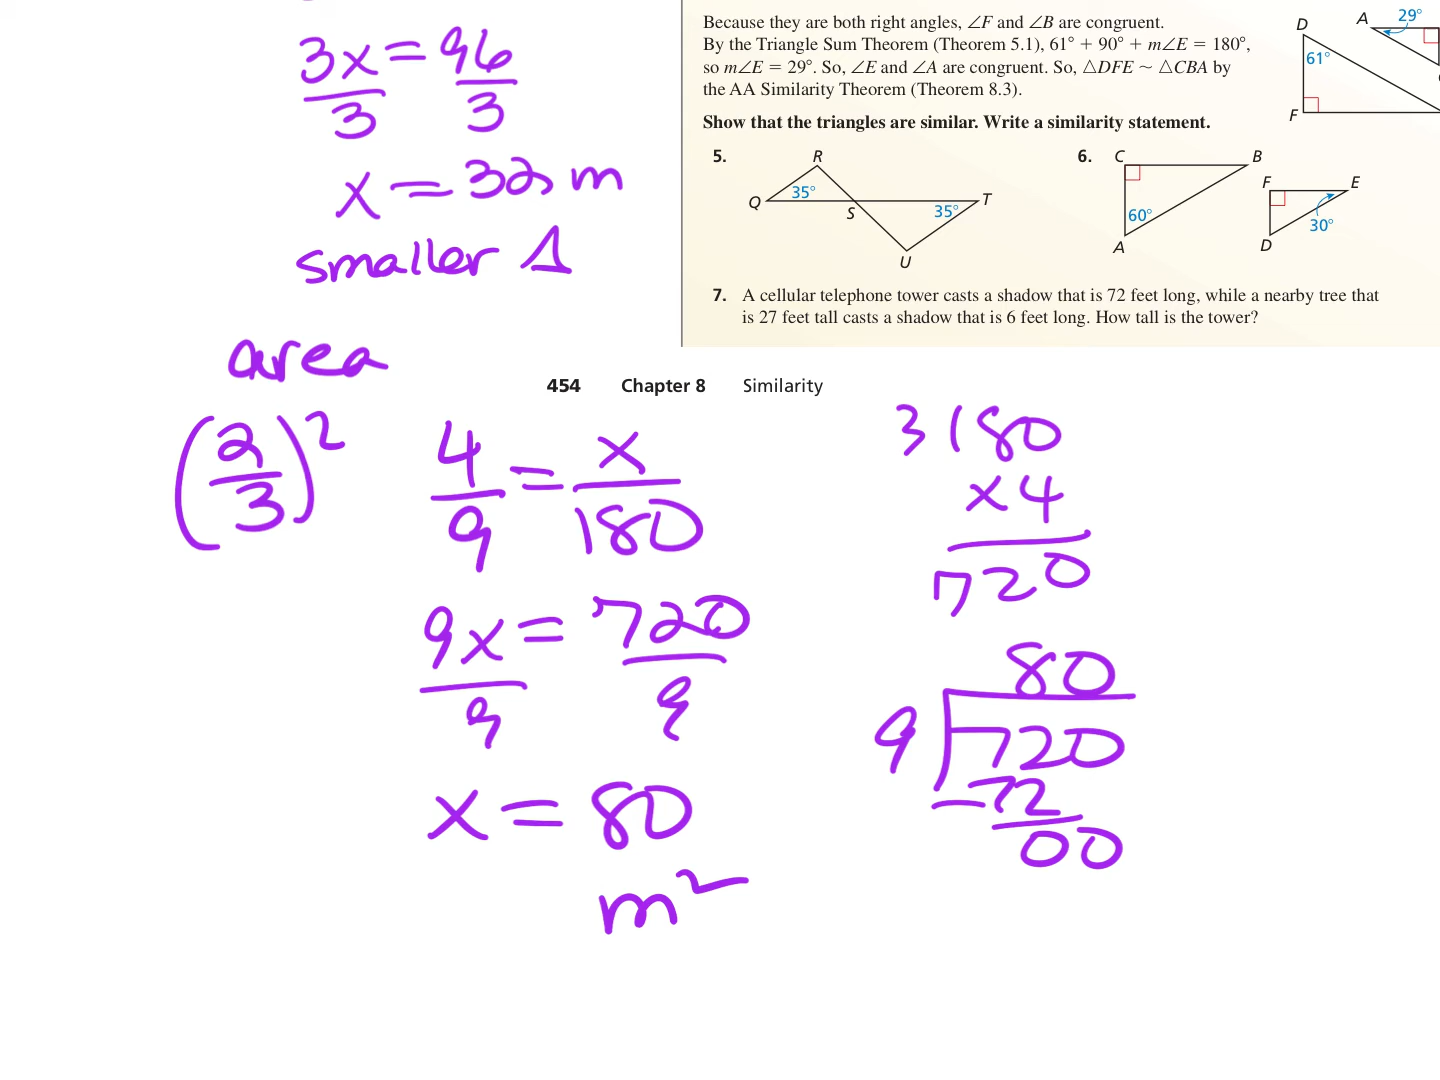 3x = 96
3 3
x = 32 m
smaller Δ
Because they are both right angles, ∠F and ∠B are congruent.
By the Triangle Sum Theorem (Theorem 5.1), 61° + 90° + m∠E = 180°,
so m∠E = 29°. So, ∠E and ∠A are congruent. So, △DFE ~ △CBA by
the AA Similarity Theorem (Theorem 8.3).
D A 29°
61°
F
Show that the triangles are similar. Write a similarity statement.
5. R
Q 35° S 35° T
U
6. C B
60°
A
F E
30°
D
7. A cellular telephone tower casts a shadow that is 72 feet long, while a nearby tree that
is 27 feet tall casts a shadow that is 6 feet long. How tall is the tower?
454 Chapter 8 Similarity
area
(2/3)²
4/9 = x/180
9x = 720
9 9
x = 80
m²
3180
x4
720
80
9 720
-72
00